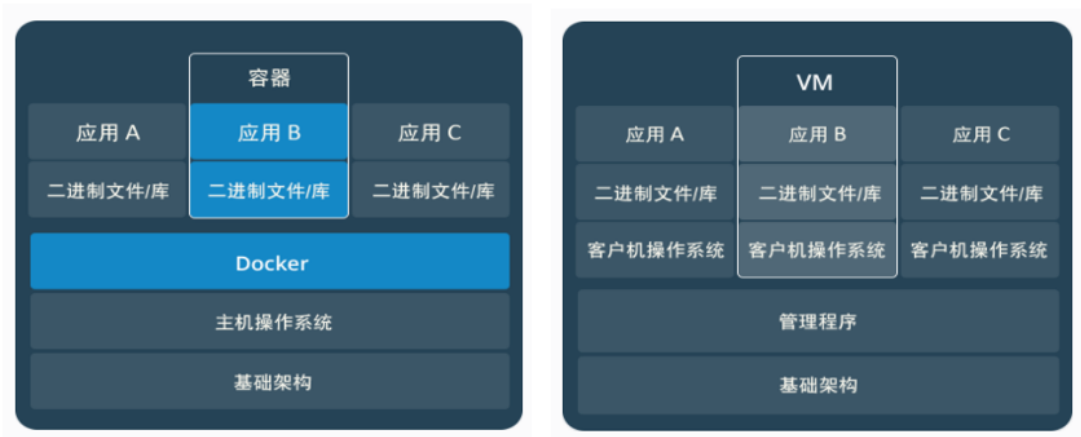 容器
应用 A
应用 B
应用 C
二进制文件/库
二进制文件/库
二进制文件/库
Docker
主机操作系统
基础架构
VM
应用 A
应用 B
应用 C
二进制文件/库
二进制文件/库
二进制文件/库
客户机操作系统
客户机操作系统
客户机操作系统
管理程序
基础架构